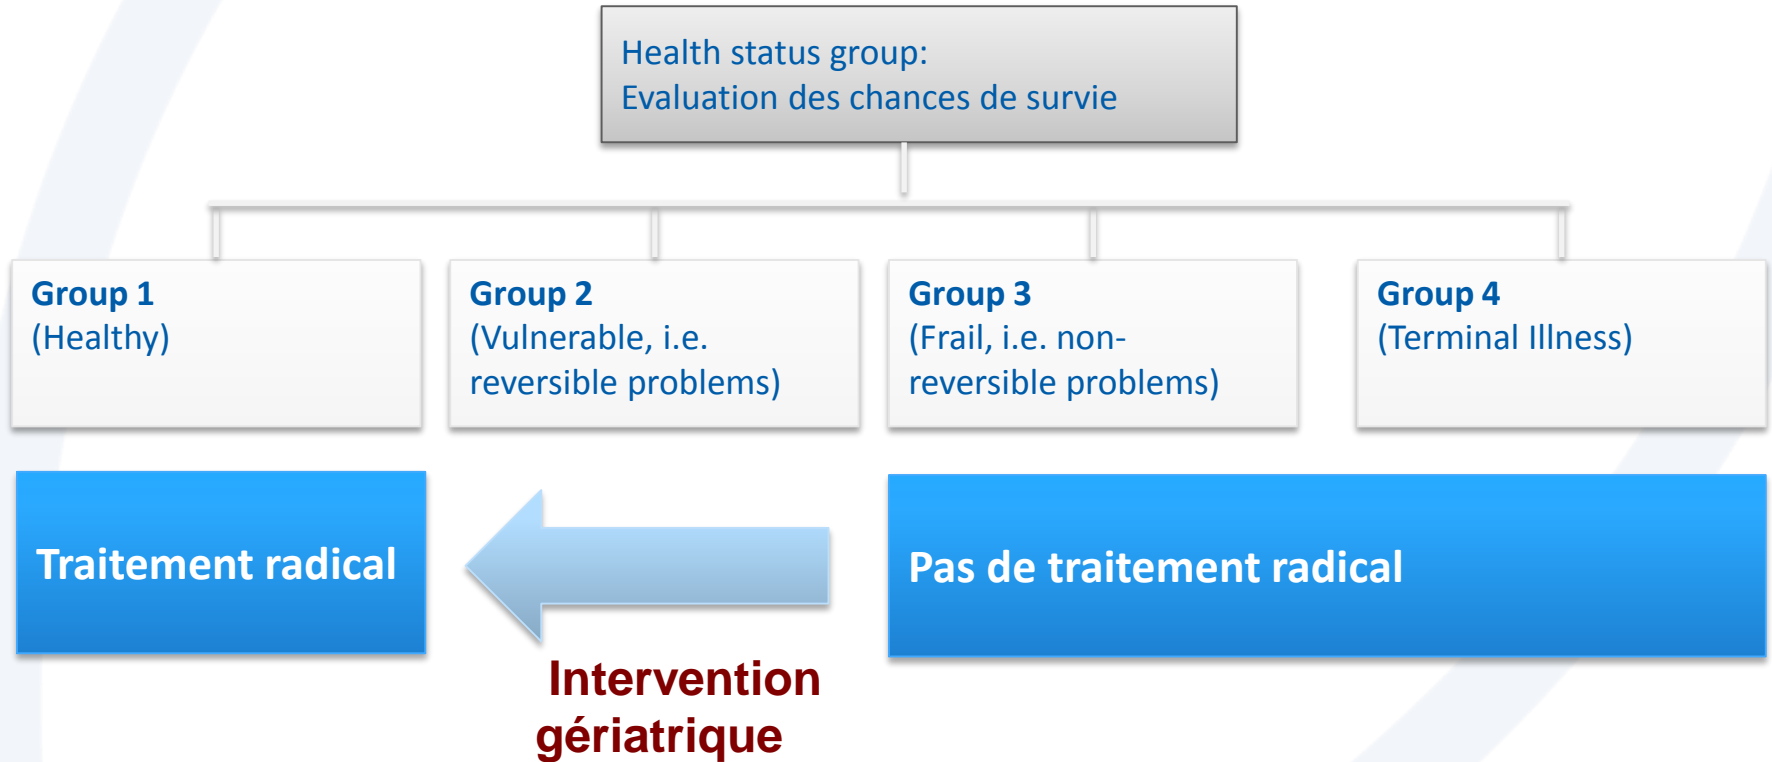 Health status group:
Evaluation des chances de survie
Group 1
(Healthy)
Group 2
(Vulnerable, i.e.
reversible problems)
Group 3
(Frail, i.e. non-
reversible problems)
Group 4
(Terminal Illness)
Traitement radical
Pas de traitement radical
Intervention
gériatrique